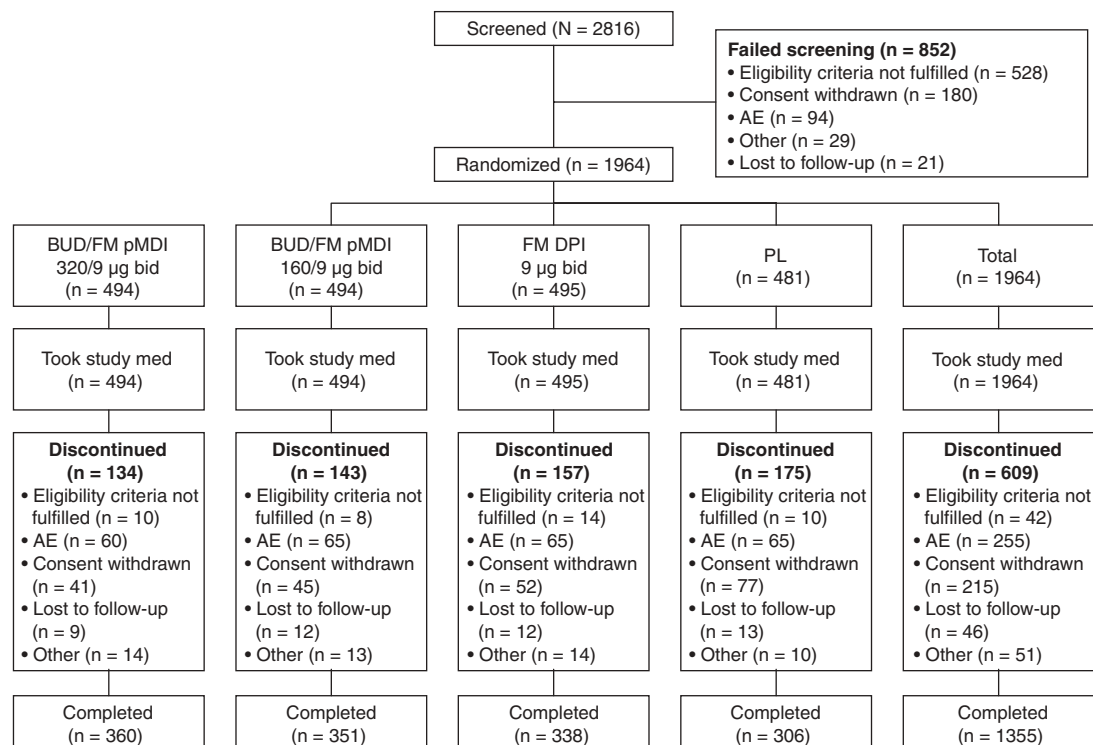 Screened (N = 2816)
Failed screening (n = 852)
• Eligibility criteria not fulfilled (n = 528)
• Consent withdrawn (n = 180)
• AE (n = 94)
• Other (n = 29)
• Lost to follow-up (n = 21)
Randomized (n = 1964)
BUD/FM pMDI
320/9 µg bid
(n = 494)
BUD/FM pMDI
160/9 µg bid
(n = 494)
FM DPI
9 µg bid
(n = 495)
PL
(n = 481)
Total
(n = 1964)
Took study med
(n = 494)
Took study med
(n = 494)
Took study med
(n = 495)
Took study med
(n = 481)
Took study med
(n = 1964)
Discontinued
(n = 134)
• Eligibility criteria not
fulfilled (n = 10)
• AE (n = 60)
• Consent withdrawn
(n = 41)
• Lost to follow-up
(n = 9)
• Other (n = 14)
Discontinued
(n = 143)
• Eligibility criteria not
fulfilled (n = 8)
• AE (n = 65)
• Consent withdrawn
(n = 45)
• Lost to follow-up
(n = 12)
• Other (n = 13)
Discontinued
(n = 157)
• Eligibility criteria not
fulfilled (n = 14)
• AE (n = 65)
• Consent withdrawn
(n = 52)
• Lost to follow-up
(n = 12)
• Other (n = 14)
Discontinued
(n = 175)
• Eligibility criteria not
fulfilled (n = 10)
• AE (n = 65)
• Consent withdrawn
(n = 77)
• Lost to follow-up
(n = 13)
• Other (n = 10)
Discontinued
(n = 609)
• Eligibility criteria not
fulfilled (n = 42)
• AE (n = 255)
• Consent withdrawn
(n = 215)
• Lost to follow-up
(n = 46)
• Other (n = 51)
Completed
(n = 360)
Completed
(n = 351)
Completed
(n = 338)
Completed
(n = 306)
Completed
(n = 1355)